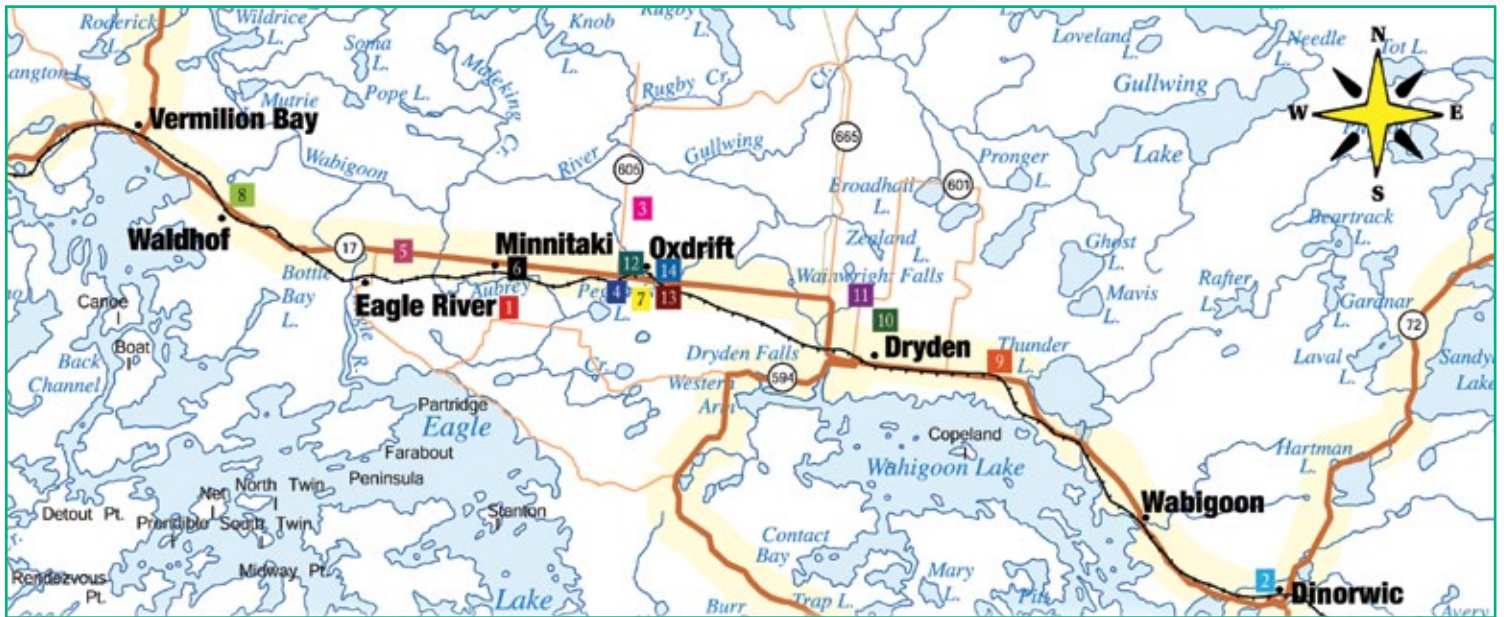 Roderick
L.
Wildrice
L.
Knob
L.
Rugby
L.
Loveland
L.
Needle
L.
Tot L.
N
W
E
S
Soma
L.
Pope L.
Mutrie
L.
Cr.
Rugby Cr.
Gullwing
Lake
Vermilion Bay
Wabigoon
River
Gullwing
605
665
601
Pronger
L.
Broadhall
L.
Zealand
L.
Wainwright Falls
Ghost
L.
Mavis
L.
Beartrack
L.
Rafter
L.
Gardnar
L.
Laval
L.
72
Sandy
Lake
8
3
Waldhof
17
5
Minnitaki
6
12
Oxdrift
14
4
7
13
L.
11
10
Bottle
Bay
L.
Eagle River
Aubrey
1
Cr.
R.
Canoe
Boat
Back
Channel
Dryden
Dryden Falls
594
9
Thunder
L.
Western
Arm
Partridge
Eagle
Farabout
Peninsula
Copeland
Wahigoon Lake
Hartman
L.
Net
North Twin
South Twin
Detout Pt.
Stanton
Midway Pt.
Rendezvous
Pt.
Lake
Contact
Bay
Mary
L.
Burr
Trap L.
Wabigoon
2
Dinorwic
Avery